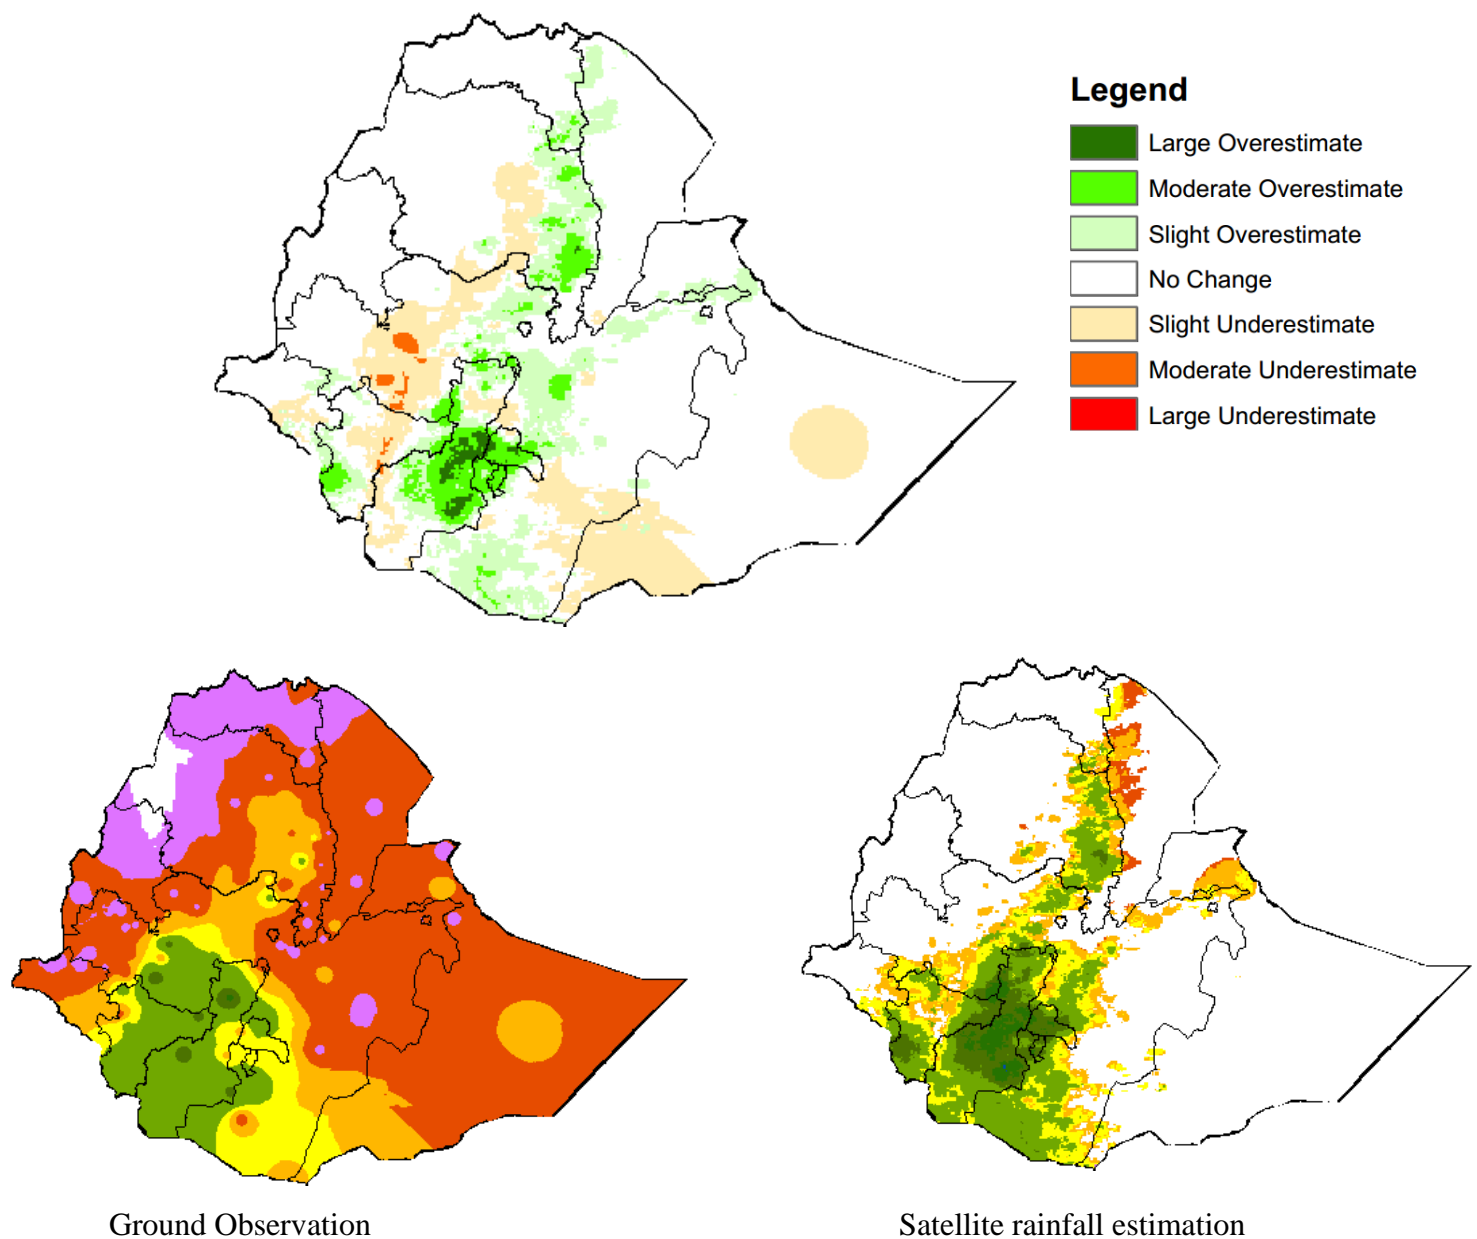 Legend
Large Overestimate
Moderate Overestimate
Slight Overestimate
No Change
Slight Underestimate
Moderate Underestimate
Large Underestimate
Ground Observation
Satellite rainfall estimation